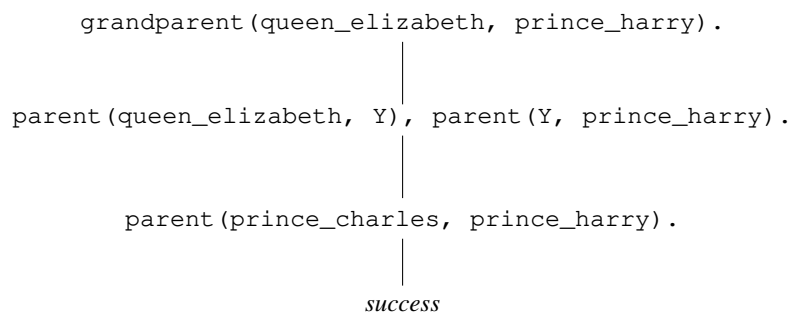 grandparent(queen_elizabeth, prince_harry).
parent(queen_elizabeth, Y), parent(Y, prince_harry).
parent(prince_charles, prince_harry).
success